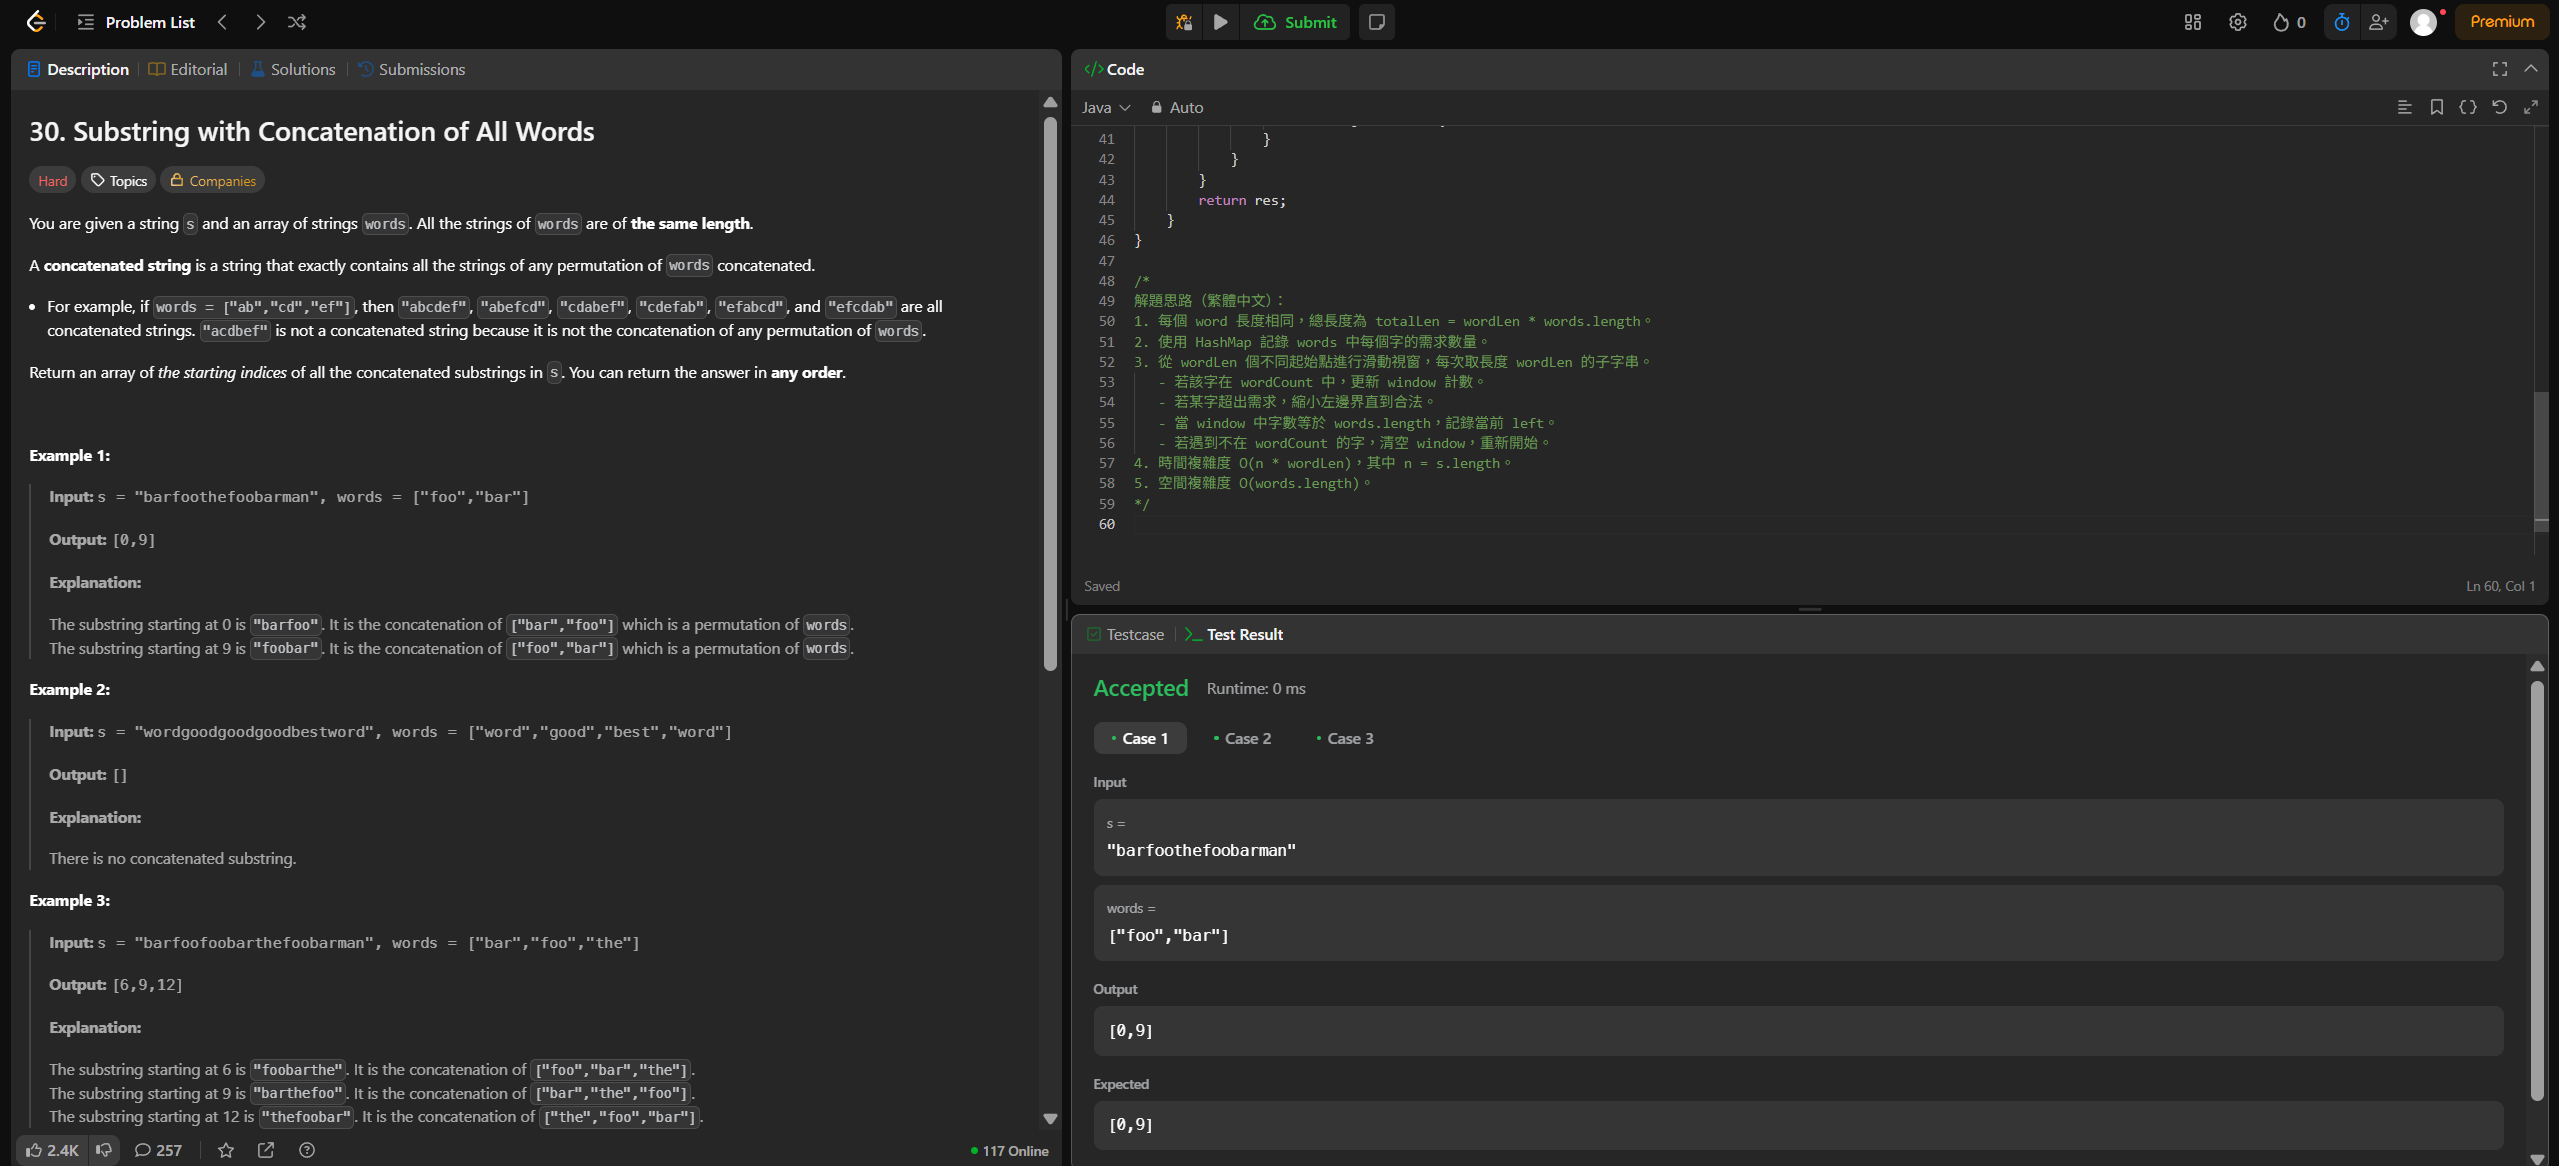 Problem List
Submit
0
Premium
Description
Editorial
Solutions
Submissions
30. Substring with Concatenation of All Words
Hard
Topics
Companies
You are given a string s and an array of strings words. All the strings of words are of the same length.
A concatenated string is a string that exactly contains all the strings of any permutation of words concatenated.
• For example, if words = ["ab","cd","ef"], then "abcdef", "abefcd", "cdabef", "cdefab", "efabcd", and "efcdab" are all
concatenated strings. "acdbef" is not a concatenated string because it is not the concatenation of any permutation of words.
Return an array of the starting indices of all the concatenated substrings in s. You can return the answer in any order.
Example 1:
Input: s = "barfoothefoobarman", words = ["foo","bar"]
Output: [0,9]
Explanation:
The substring starting at 0 is "barfoo". It is the concatenation of ["bar","foo"] which is a permutation of words.
The substring starting at 9 is "foobar". It is the concatenation of ["foo","bar"] which is a permutation of words.
Example 2:
Input: s = "wordgoodgoodgoodbestword", words = ["word","good","best","word"]
Output: []
Explanation:
There is no concatenated substring.
Example 3:
Input: s = "barfoofoobarthefoobarman", words = ["bar","foo","the"]
Output: [6,9,12]
Explanation:
The substring starting at 6 is "foobarthe". It is the concatenation of ["foo","bar","the"].
The substring starting at 9 is "barthefoo". It is the concatenation of ["bar","the","foo"].
The substring starting at 12 is "thefoobar". It is the concatenation of ["the","foo","bar"].
2.4K
257
117 Online
</> Code
Java
Auto
41 }
42 }
43 }
44 return res;
45 }
46 }
47
48 /*
49 解題思路（繁體中文）：
50 1. 每個 word 長度相同，總長度為 totalLen = wordLen * words.length。
51 2. 使用 HashMap 記錄 words 中每個字的需求數量。
52 3. 從 wordLen 個不同起始點進行滑動視窗，每次取長度 wordLen 的子字串。
53 - 若該字在 wordCount 中，更新 window 計數。
54 - 若某字超出需求，縮小左邊界直到合法。
55 - 當 window 中字數等於 words.length，記錄當前 left。
56 - 若遇到不在 wordCount 的字，清空 window，重新開始。
57 4. 時間複雜度 O(n * wordLen)，其中 n = s.length。
58 5. 空間複雜度 O(words.length)。
59 */
60
Saved
Ln 60, Col 1
Testcase
Test Result
Accepted
Runtime: 0 ms
• Case 1
• Case 2
• Case 3
Input
s =
"barfoothefoobarman"
words =
["foo","bar"]
Output
[0,9]
Expected
[0,9]